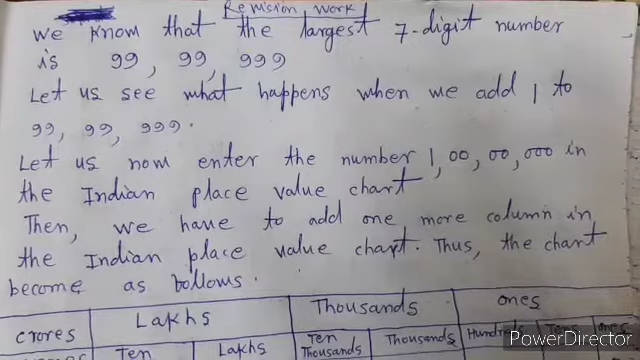 Revision Work
We know that the largest 7-digit number
is 99, 99, 999
Let us see what happens when we add 1 to
99, 99, 999.
Let us now enter the number 1,00,00,000 in
the Indian place value chart
Then, we have to add one more column in
the Indian place value chart. Thus, the chart
become as bollows.
crores Lakhs Thousands ones
Ten Lakhs Ten Thousands Thousands Hundreds ones
PowerDirector